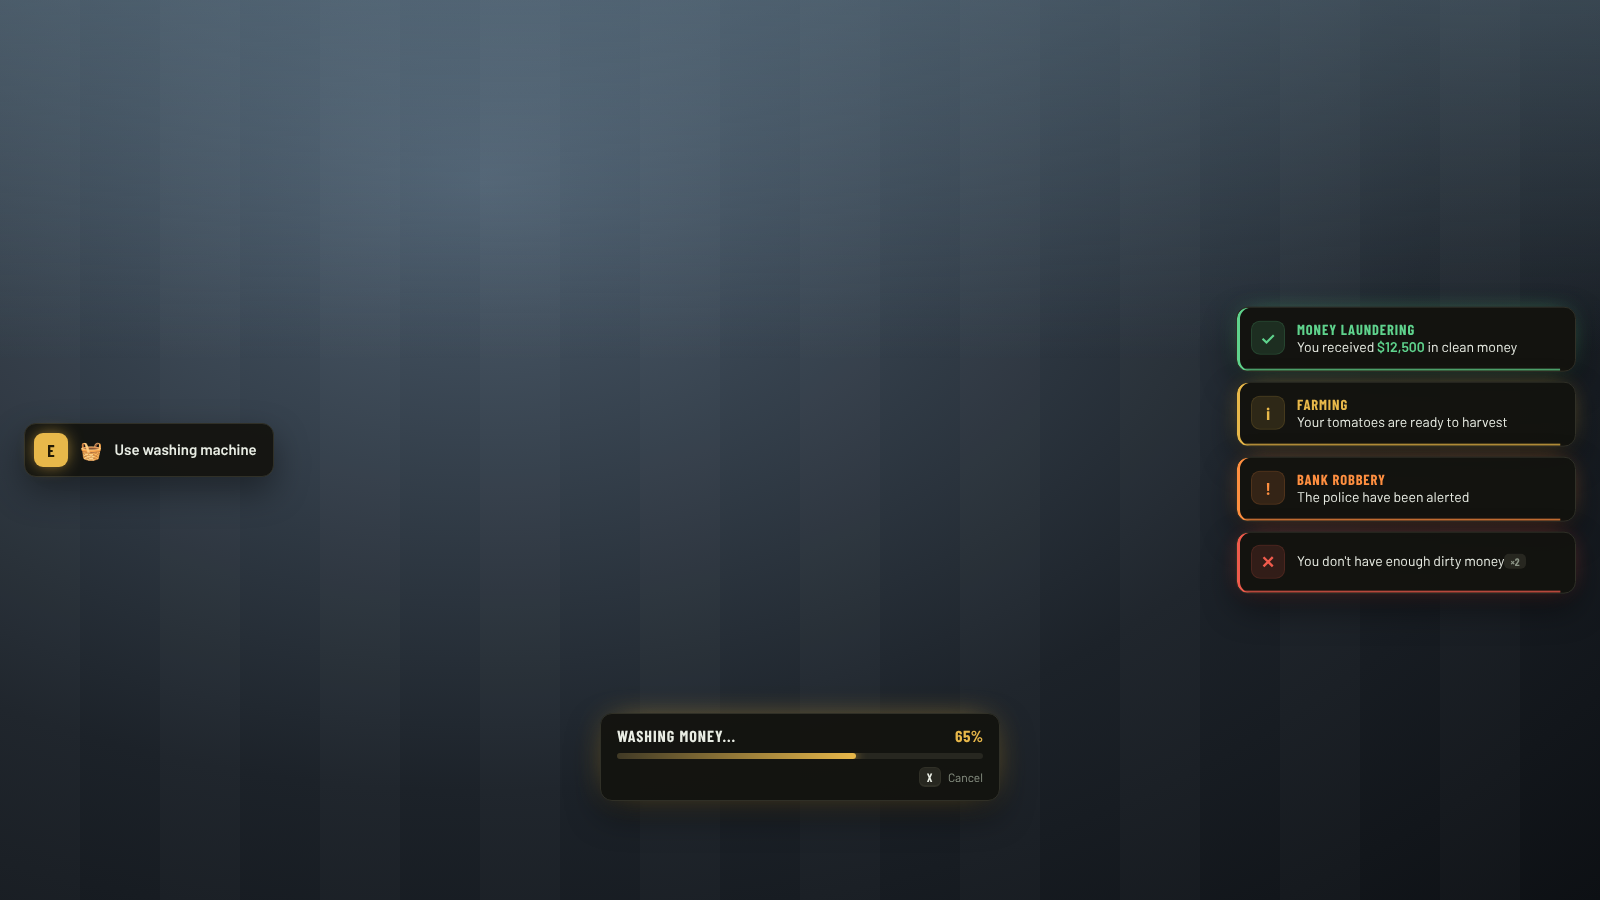 MONEY LAUNDERING
You received $12,500 in clean money
FARMING
Your tomatoes are ready to harvest
E Use washing machine
BANK ROBBERY
The police have been alerted
You don't have enough dirty money ×2
WASHING MONEY... 65%
X Cancel